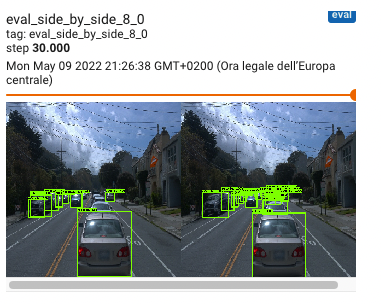 eval_side_by_side_8_0
eval
tag: eval_side_by_side_8_0
step 30.000
Mon May 09 2022 21:26:38 GMT+0200 (Ora legale dell'Europa
centrale)